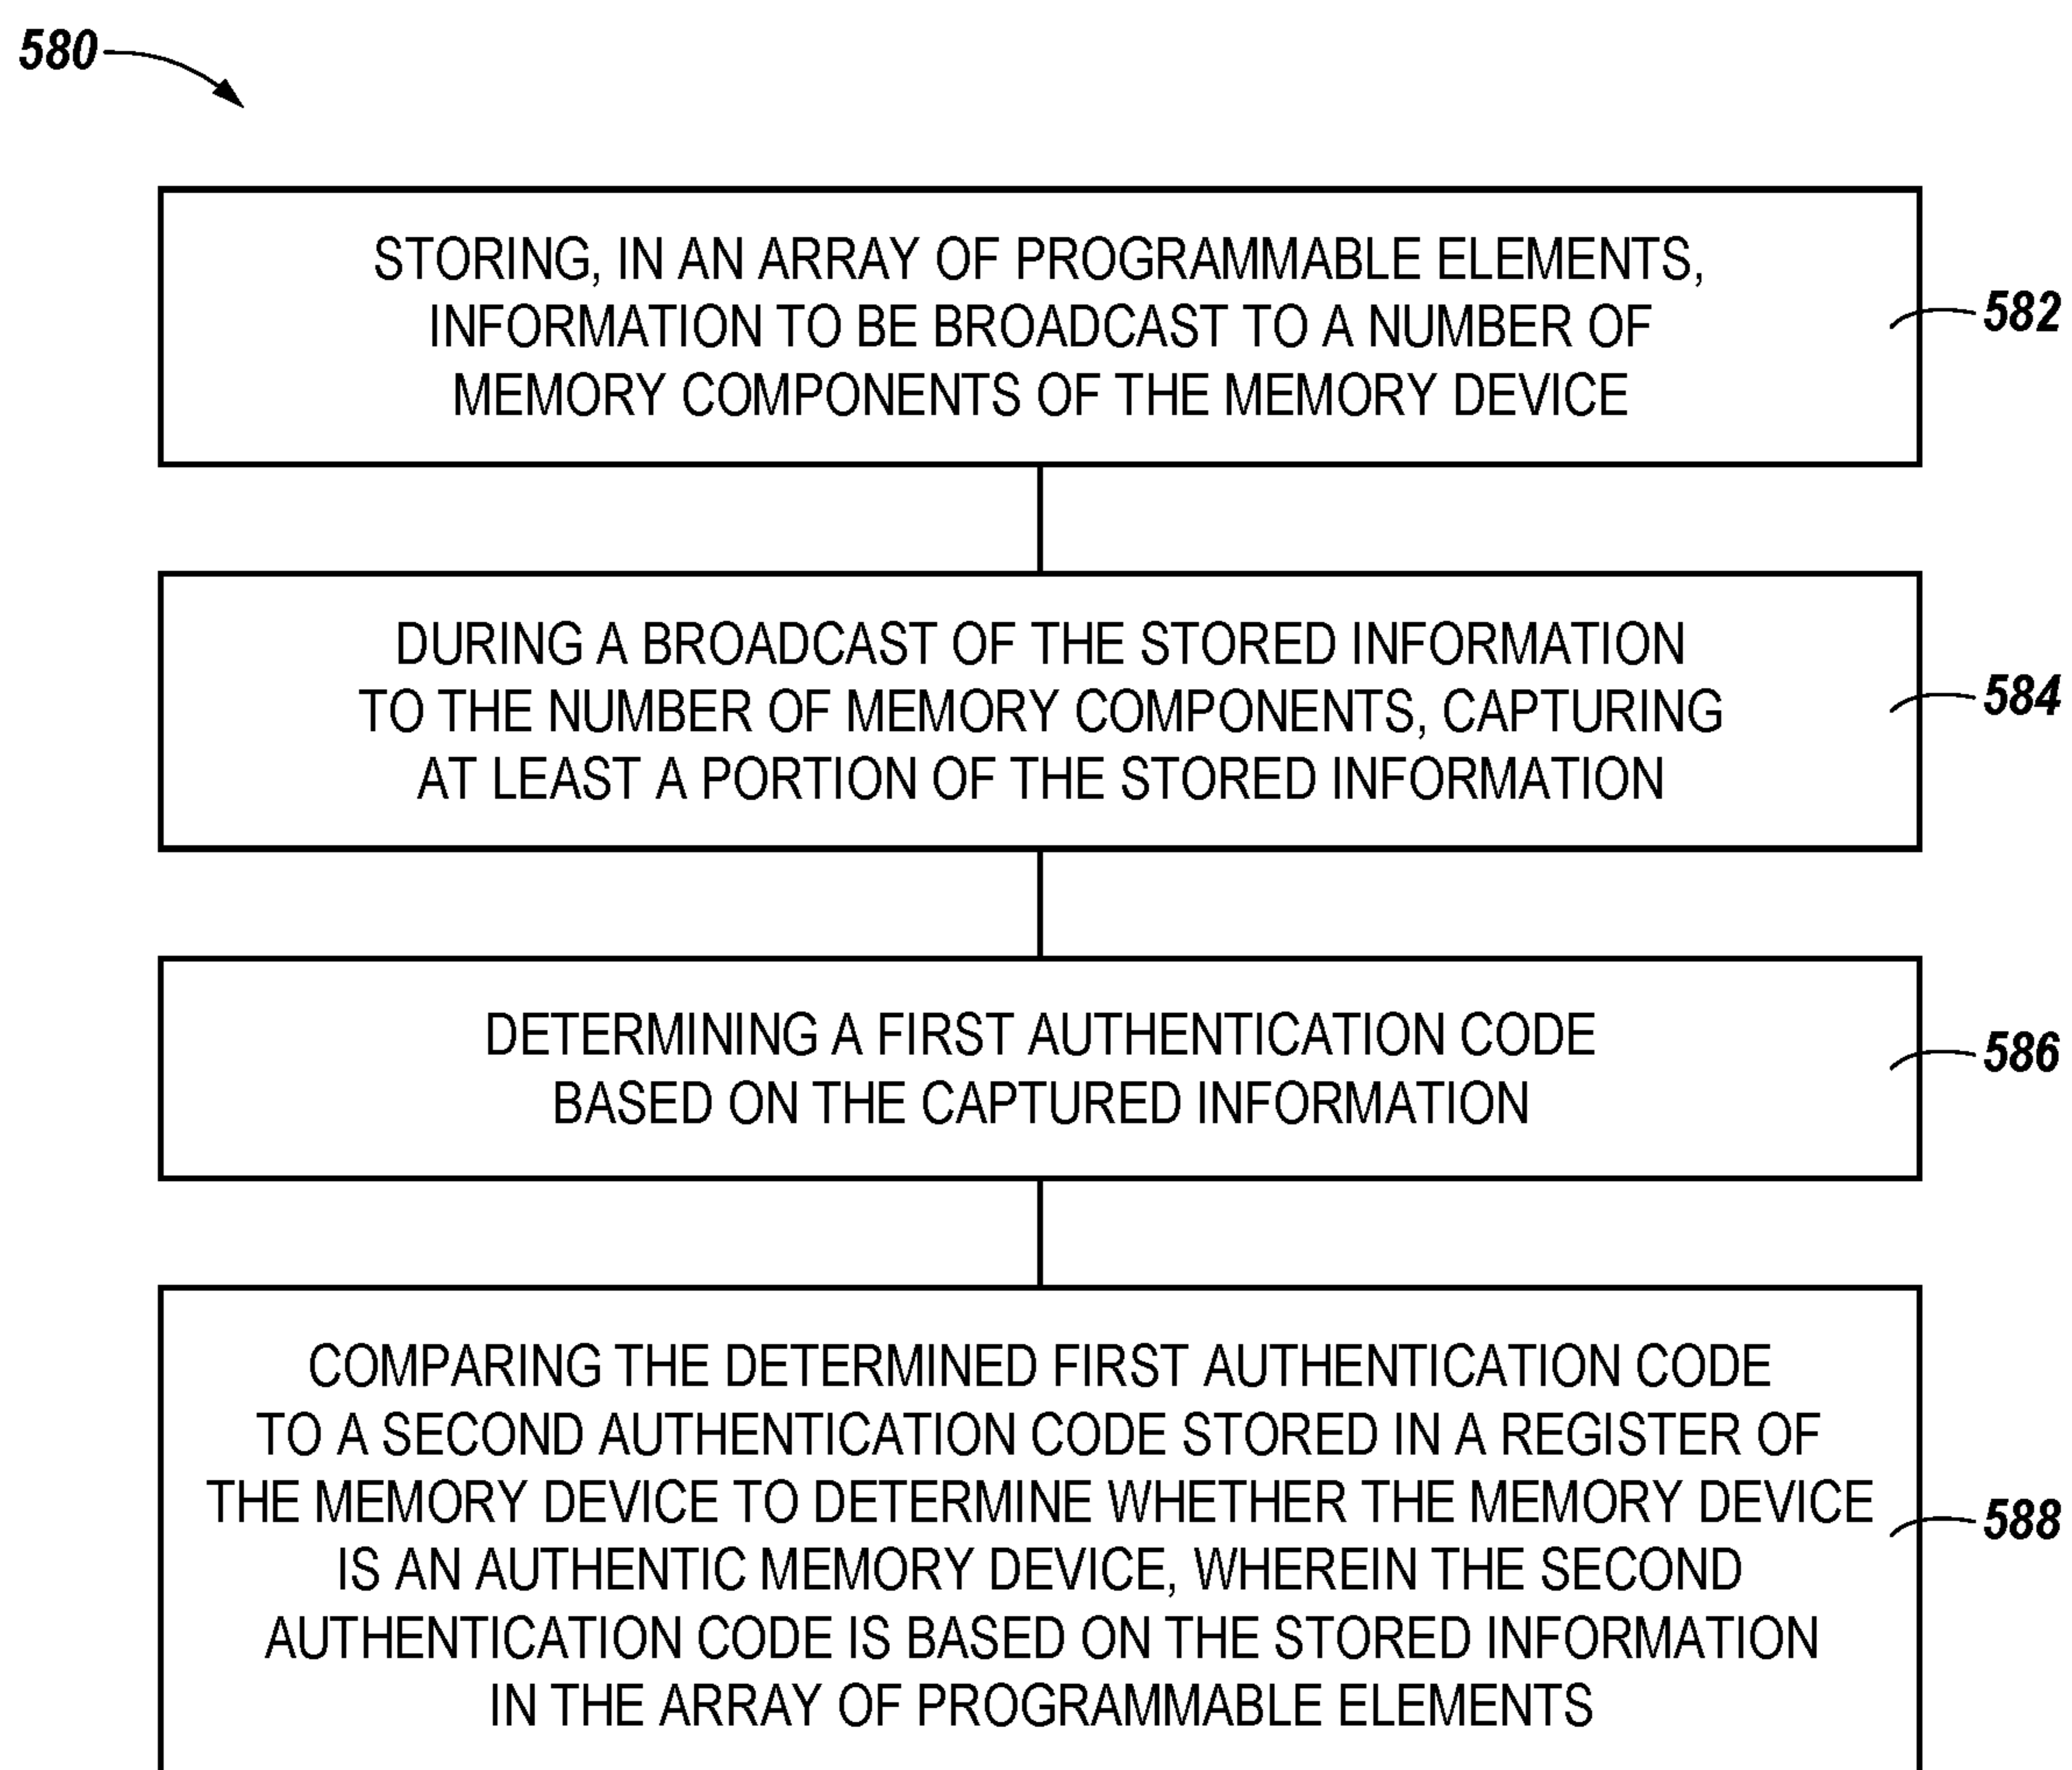 580
STORING, IN AN ARRAY OF PROGRAMMABLE ELEMENTS,
INFORMATION TO BE BROADCAST TO A NUMBER OF
MEMORY COMPONENTS OF THE MEMORY DEVICE
582
DURING A BROADCAST OF THE STORED INFORMATION
TO THE NUMBER OF MEMORY COMPONENTS, CAPTURING
AT LEAST A PORTION OF THE STORED INFORMATION
584
DETERMINING A FIRST AUTHENTICATION CODE
BASED ON THE CAPTURED INFORMATION
586
COMPARING THE DETERMINED FIRST AUTHENTICATION CODE
TO A SECOND AUTHENTICATION CODE STORED IN A REGISTER OF
THE MEMORY DEVICE TO DETERMINE WHETHER THE MEMORY DEVICE
IS AN AUTHENTIC MEMORY DEVICE, WHEREIN THE SECOND
AUTHENTICATION CODE IS BASED ON THE STORED INFORMATION
IN THE ARRAY OF PROGRAMMABLE ELEMENTS
588